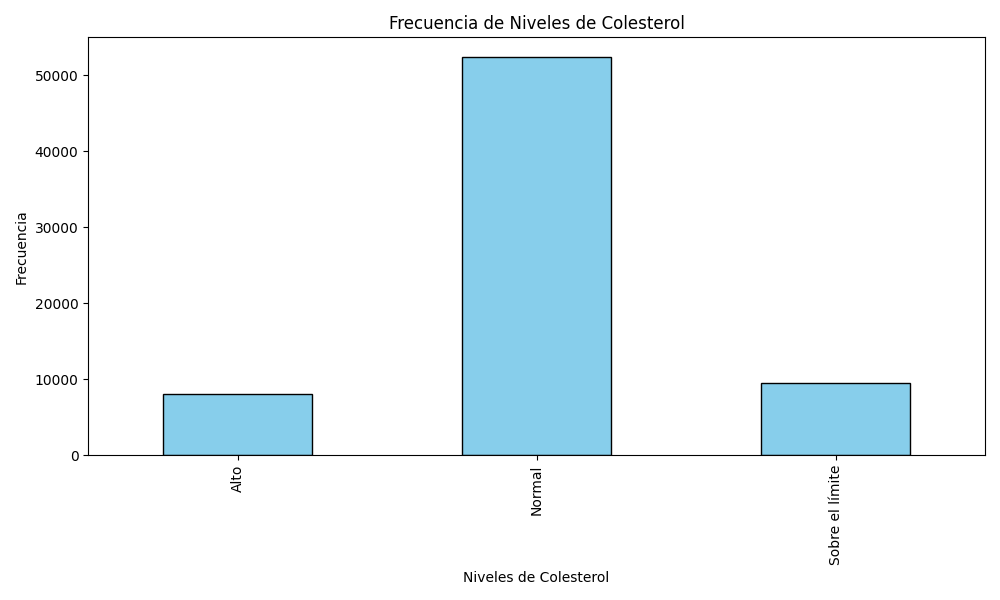 Frecuencia de Niveles de Colesterol
Frecuencia
50000
40000
30000
20000
10000
0
Alto
Normal
Sobre el límite
Niveles de Colesterol